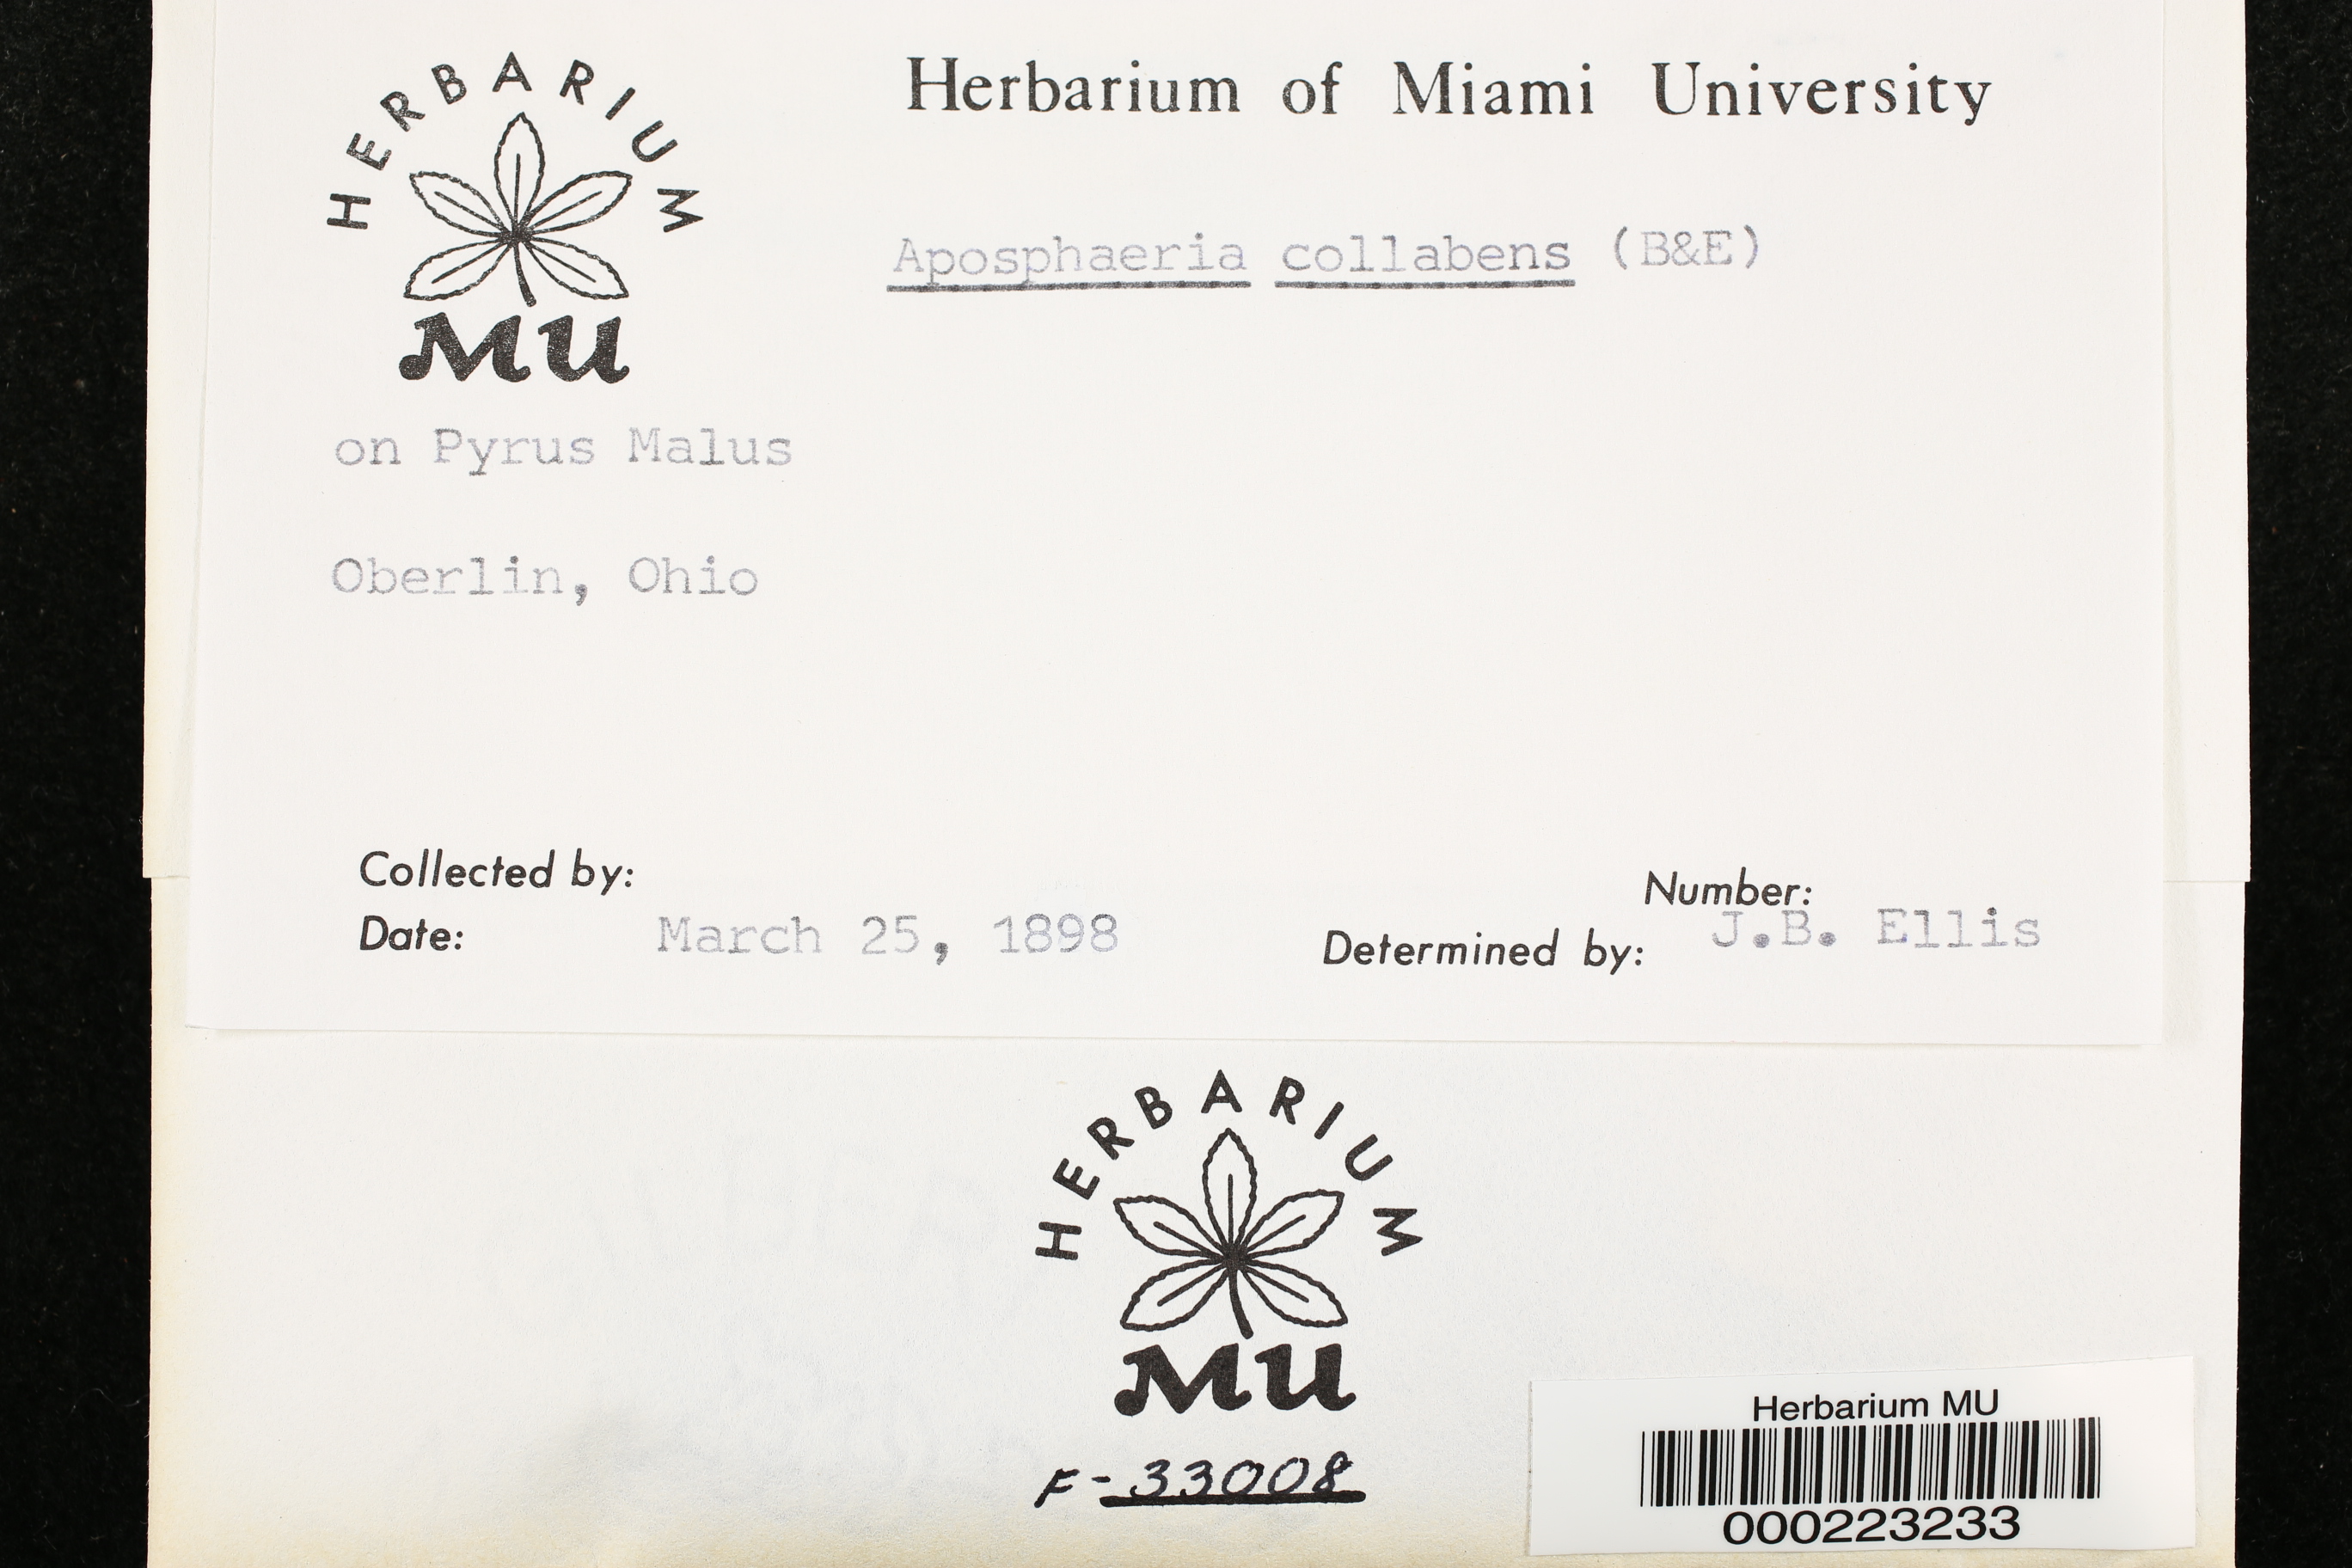 HERBARIUM
MU
Herbarium of Miami University
Aposphaeria collabens (B&E)
on Pyrus Malus
Oberlin, Ohio
Collected by:
Number:
Date: March 25, 1898
Determined by: J.B. Ellis
HERBARIUM
MU
F-33008
Herbarium MU
000223233